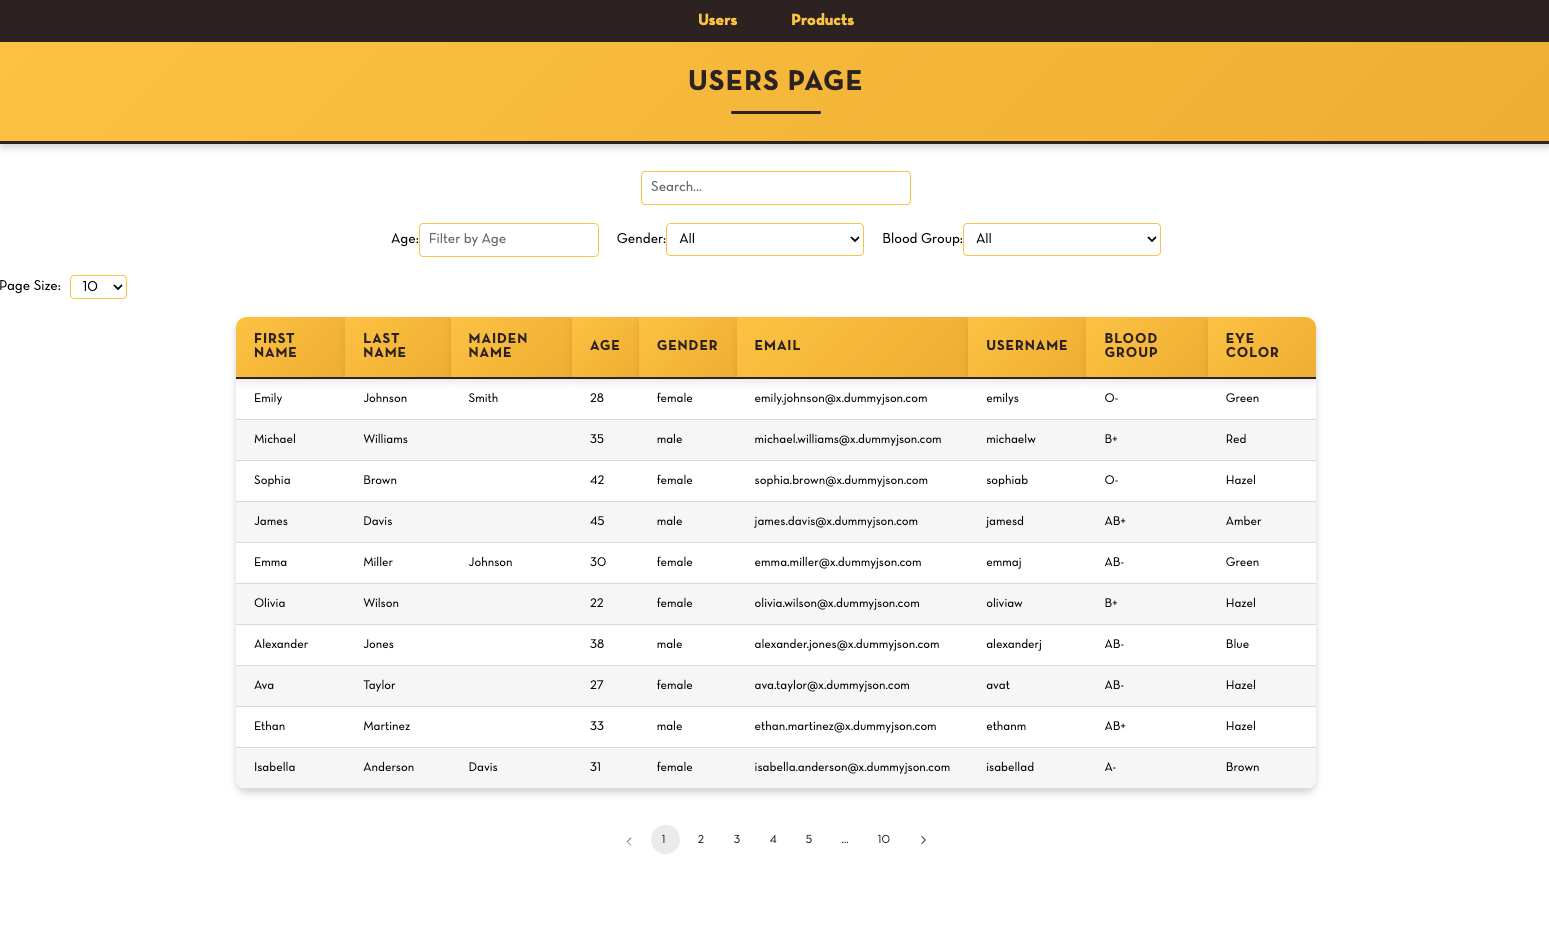 Users Products
USERS PAGE
Search...
Age: Filter by Age Gender: All Blood Group: All
Page Size: 10
FIRST NAME LAST NAME MAIDEN NAME AGE GENDER EMAIL USERNAME BLOOD GROUP EYE COLOR
Emily Johnson Smith 28 female emily.johnson@x.dummyjson.com emilys O- Green
Michael Williams 35 male michael.williams@x.dummyjson.com michaelw B+ Red
Sophia Brown 42 female sophia.brown@x.dummyjson.com sophiab O- Hazel
James Davis 45 male james.davis@x.dummyjson.com jamesd AB+ Amber
Emma Miller Johnson 30 female emma.miller@x.dummyjson.com emmaj AB- Green
Olivia Wilson 22 female olivia.wilson@x.dummyjson.com oliviaw B+ Hazel
Alexander Jones 38 male alexander.jones@x.dummyjson.com alexanderj AB- Blue
Ava Taylor 27 female ava.taylor@x.dummyjson.com avat AB- Hazel
Ethan Martinez 33 male ethan.martinez@x.dummyjson.com ethanm AB+ Hazel
Isabella Anderson Davis 31 female isabella.anderson@x.dummyjson.com isabellad A- Brown
‹ 1 2 3 4 5 ... 10 ›